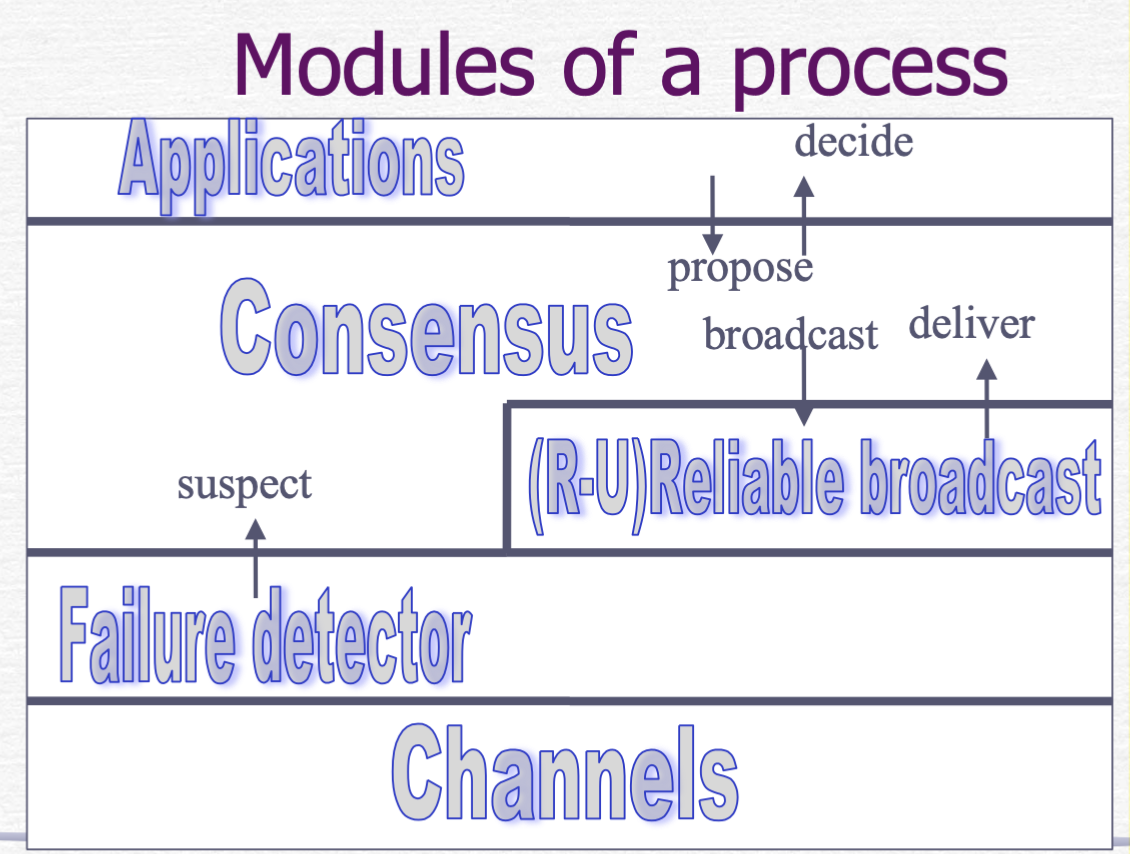 Modules of a process
Applications
decide
propose
Consensus
broadcast
deliver
(R-U)Reliable broadcast
suspect
Failure detector
Channels